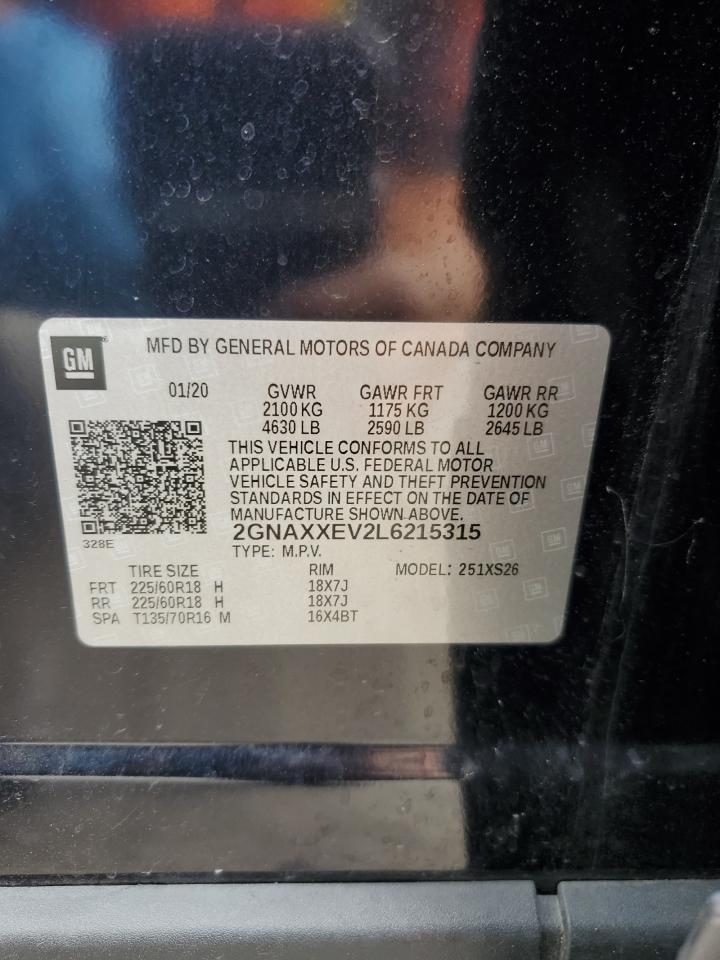 GM
MFD BY GENERAL MOTORS OF CANADA COMPANY
01/20 GVWR GAWR FRT GAWR RR
2100 KG 1175 KG 1200 KG
4630 LB 2590 LB 2645 LB
THIS VEHICLE CONFORMS TO ALL
APPLICABLE U.S. FEDERAL MOTOR
VEHICLE SAFETY AND THEFT PREVENTION
STANDARDS IN EFFECT ON THE DATE OF
MANUFACTURE SHOWN ABOVE.
2GNAXXEV2L6215315
328E
TYPE: M.P.V.
TIRE SIZE RIM MODEL: 251XS26
FRT 225/60R18 H 18X7J
RR 225/60R18 H 18X7J
SPA T135/70R16 M 16X4BT